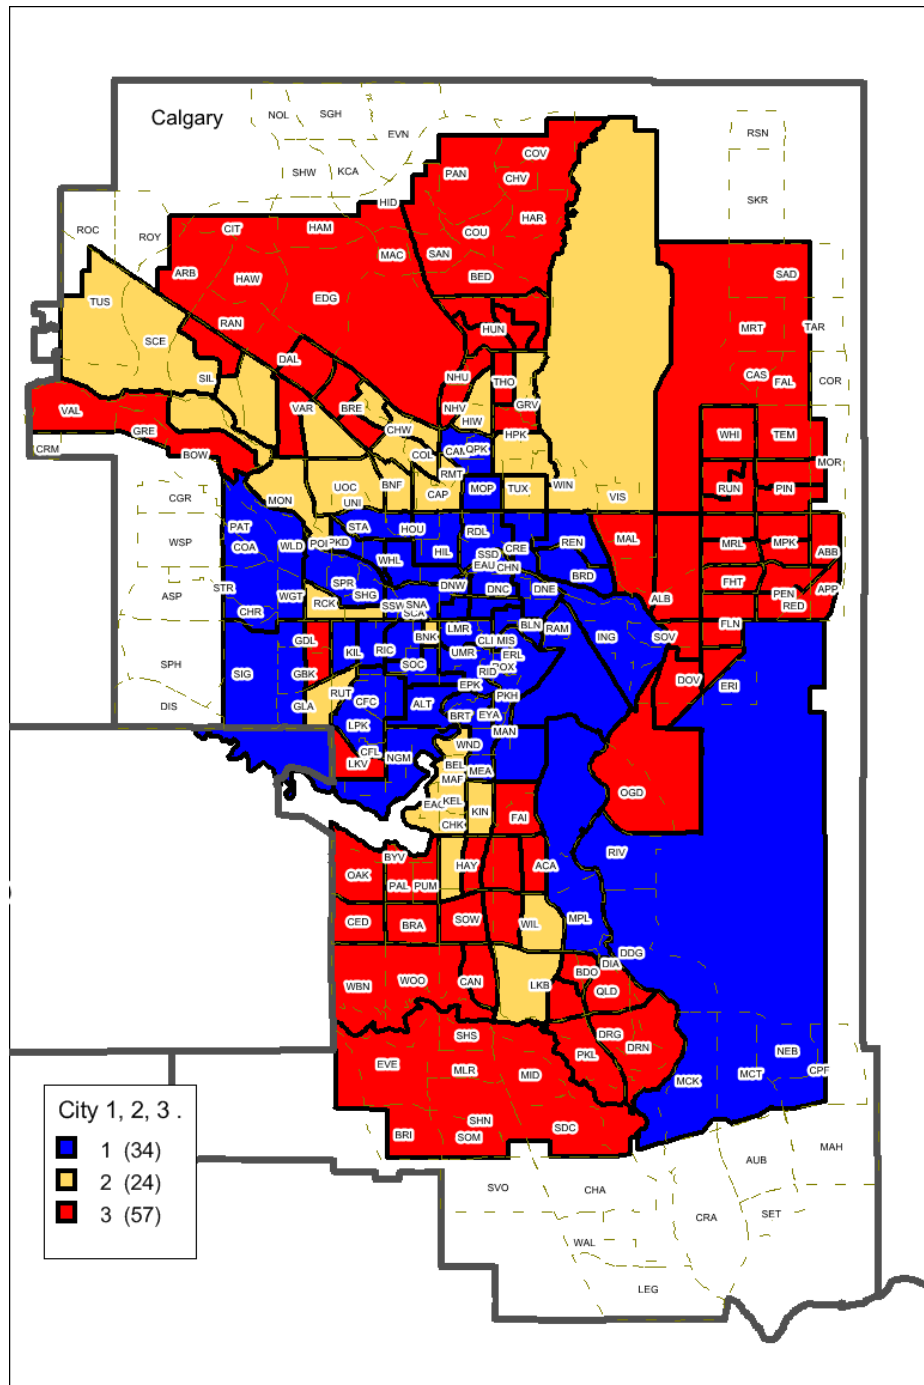 NOL
SGH
Calgary
EVN
RSN
COV
SHW
KCA
PAN
CHV
SKR
HID
CIT
HAM
HAR
ROC
ROY
COU
MAC
SAN
ARB
HAW
BED
SAD
TUS
EDG
RAN
HUN
MRT
TAR
SCE
DAL
CAS
FAL
COR
SIL
NHU
THO
VAL
VAR
BRE
NHV
GRV
HIW
GRE
CHW
HPK
WHI
TEM
CRM
BOW
COL
CAM
QPK
MOR
RMT
CGR
MON
UOC
BNF
CAP
MOP
TUX
WIN
VIS
RUN
PIN
UNI
PAT
STA
HOU
RDL
WSP
COA
WLD
POI
PKD
HIL
SSD
CRE
REN
MAL
MRL
MPK
ABB
WHL
EAU
CHN
BRD
STR
SPR
DNW
DNC
DNE
FHT
PEN
APP
ASP
WGT
SHG
CHR
RCK
SSW
SNA
SCA
ALB
RED
GDL
BNK
LMR
BLN
RAM
ING
SOV
FLN
KIL
RIC
UMR
CLI
MIS
ERL
SPH
SIG
GBK
SOC
RID
ROX
DOV
ERI
DIS
GLA
RUT
CFC
ALT
EPK
PKH
LPK
BRT
EYA
MAN
CFL
WND
LKV
NGM
BEL
MEA
MAF
OGD
EAG
KEL
KIN
FAI
CHK
BYV
HAY
ACA
RIV
OAK
PAL
PUM
CED
BRA
SOW
WIL
MPL
DDG
WBN
WOO
CAN
LKB
BDO
DIA
QLD
SHS
DRG
DRN
EVE
MLR
MID
PKL
NEB
MCK
MCT
CPF
City 1, 2, 3 .
1 (34)
2 (24)
3 (57)
SHN
BRI
SOM
SDC
MAH
AUB
SVO
CHA
CRA
SET
WAL
LEG